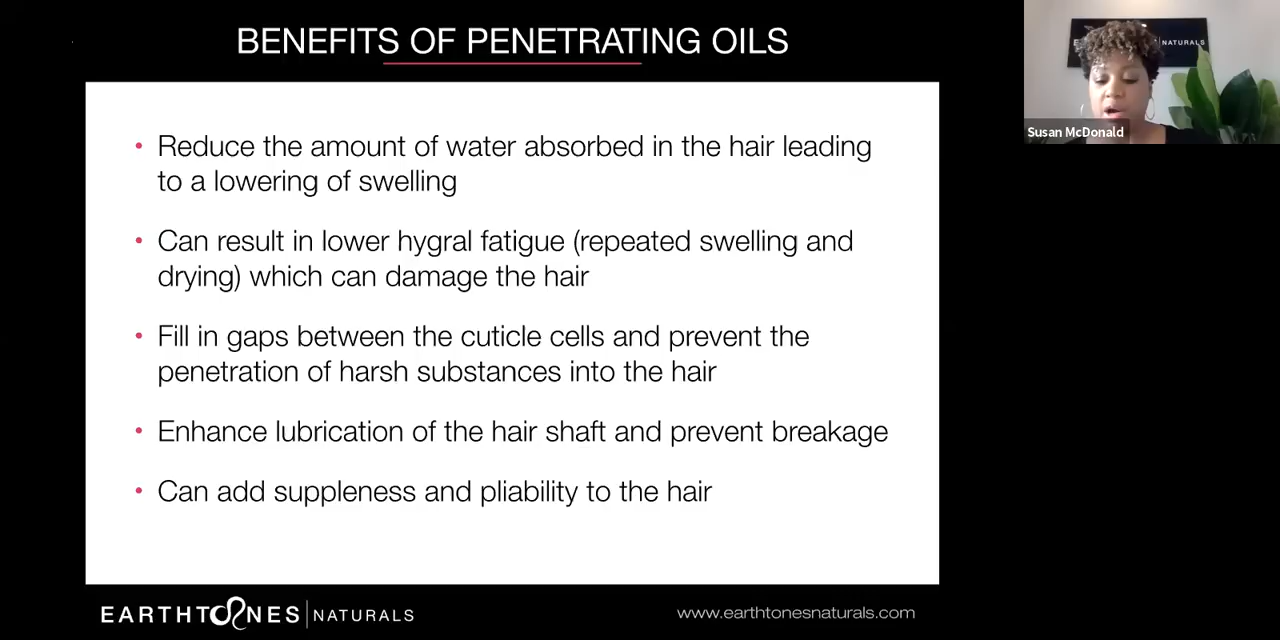 BENEFITS OF PENETRATING OILS
• Reduce the amount of water absorbed in the hair leading
to a lowering of swelling
• Can result in lower hygral fatigue (repeated swelling and
drying) which can damage the hair
• Fill in gaps between the cuticle cells and prevent the
penetration of harsh substances into the hair
• Enhance lubrication of the hair shaft and prevent breakage
• Can add suppleness and pliability to the hair
NATURALS
Susan McDonald
EARTHTONES | NATURALS
www.earthtonesnaturals.com